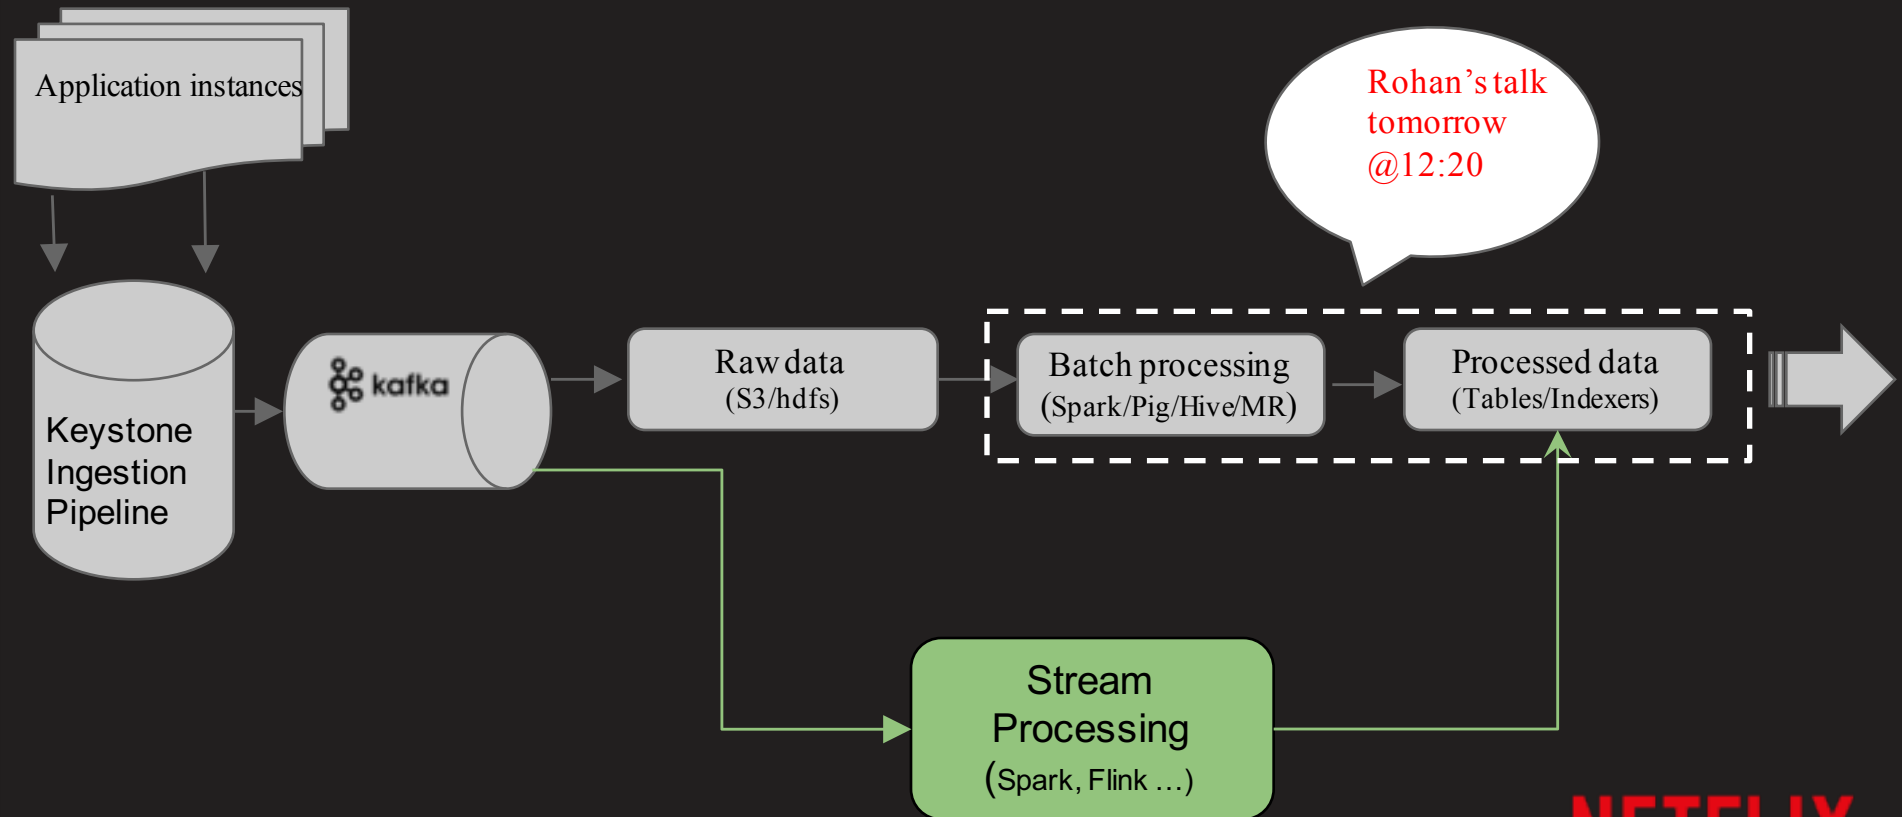 Application instances
Rohan's talk
tomorrow
@12:20
Keystone
Ingestion
Pipeline
kafka
Raw data
(S3/hdfs)
Batch processing
(Spark/Pig/Hive/MR)
Processed data
(Tables/Indexers)
Stream
Processing
(Spark, Flink ...)
NETFLIX